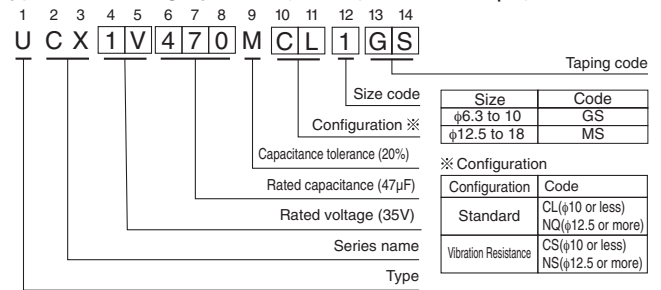 1 2 3 4 5 6 7 8 9 10 11 12 13 14
U C X 1 V 4 7 0 M C L 1 G S
Taping code
Size code
Configuration ※
Capacitance tolerance (20%)
Rated capacitance (47µF)
Rated voltage (35V)
Series name
Type
Size Code
ϕ6.3 to 10 GS
ϕ12.5 to 18 MS
※ Configuration
Configuration Code
Standard CL(ϕ10 or less)
NQ(ϕ12.5 or more)
Vibration Resistance CS(ϕ10 or less)
NS(ϕ12.5 or more)